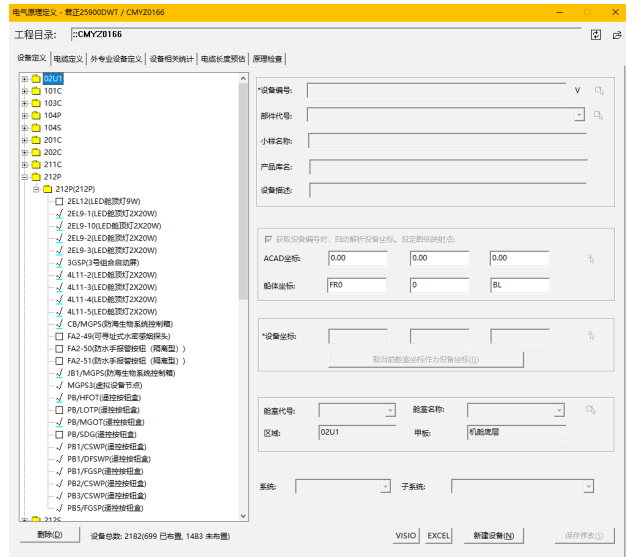 电气原理定义 - 君正25900DWT / CMYZ0166
工程目录: ::CMYZ0166
设备定义 电缆定义 外专业设备定义 设备相关统计 电缆长度预估 原理检查
02U1
101C
103C
104P
104S
201C
202C
211C
212P
212P(212P)
2EL12(LED舱顶灯9W)
2EL9-1(LED舱顶灯2X20W)
2EL9-10(LED舱顶灯2X20W)
2EL9-2(LED舱顶灯2X20W)
2EL9-3(LED舱顶灯2X20W)
3GSP(3号组合启动屏)
4L11-2(LED舱顶灯2X20W)
4L11-3(LED舱顶灯2X20W)
4L11-4(LED舱顶灯2X20W)
4L11-5(LED舱顶灯2X20W)
CB/MGPS(防海生物系统控制箱)
FA2-49(可寻址式水密感烟探头)
FA2-50(防水手报警按钮（隔离型）)
FA2-51(防水手报警按钮（隔离型）)
JB1/MGPS(防海生物系统控制箱)
MGPS3(虚拟设备节点)
PB/HFOT(遥控按钮盒)
PB/LOTP(遥控按钮盒)
PB/MGOT(遥控按钮盒)
PB/SDG(遥控按钮盒)
PB1/CSWP(遥控按钮盒)
PB1/DFSWP(遥控按钮盒)
PB1/FGSP(遥控按钮盒)
PB2/CSWP(遥控按钮盒)
PB3/CSWP(遥控按钮盒)
PB5/FGSP(遥控按钮盒)
212S
删除(D) 设备总数: 2182(699 已布置, 1483 未布置)
*设备编号: V
部件代号:
小样名称:
产品库名:
设备描述:
获取设备编号时，自动解析设备坐标。设定图纸映射点:
ACAD坐标: 0.00 0.00 0.00
船体坐标: FR0 0 BL
*设备坐标:
取当前舱室坐标作为设备坐标(G)
舱室代号: 舱室名称:
区域: 02U1 甲板: 机舱底层
系统: 子系统:
VISIO EXCEL 新建设备(N) 保存修改(S)